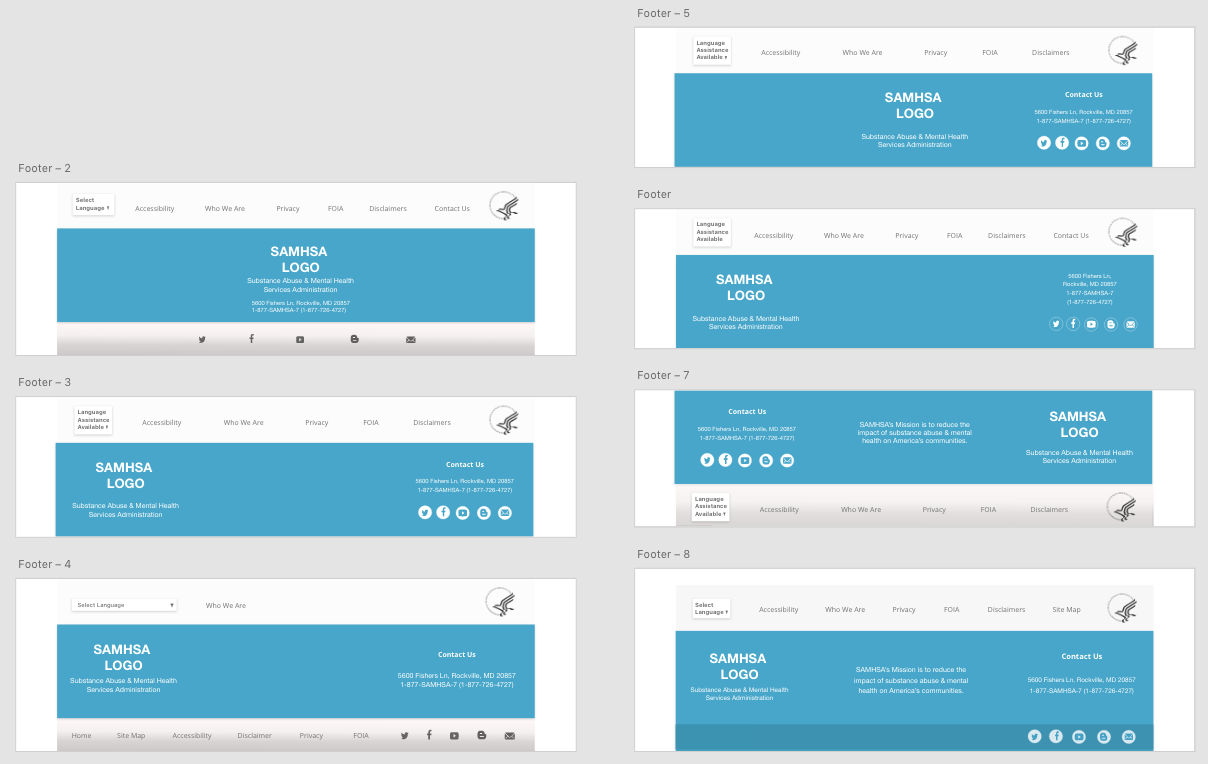 Footer – 2
Select
Language
Accessibility Who We Are Privacy FOIA Disclaimers Contact Us
SAMHSA
LOGO
Substance Abuse & Mental Health
Services Administration
5600 Fishers Ln, Rockville, MD 20857
1-877-SAMHSA-7 (1-877-726-4727)
Footer – 3
Language
Assistance
Available
Accessibility Who We Are Privacy FOIA Disclaimers
SAMHSA
LOGO
Substance Abuse & Mental Health
Services Administration
Contact Us
5600 Fishers Ln, Rockville, MD 20857
1-877-SAMHSA-7 (1-877-726-4727)
Footer – 4
Select Language
Who We Are
SAMHSA
LOGO
Substance Abuse & Mental Health
Services Administration
Contact Us
5600 Fishers Ln, Rockville, MD 20857
1-877-SAMHSA-7 (1-877-726-4727)
Home Site Map Accessibility Disclaimer Privacy FOIA
Footer – 5
Language
Assistance
Available
Accessibility Who We Are Privacy FOIA Disclaimers
SAMHSA
LOGO
Substance Abuse & Mental Health
Services Administration
Contact Us
5600 Fishers Ln, Rockville, MD 20857
1-877-SAMHSA-7 (1-877-726-4727)
Footer
Language
Assistance
Available
Accessibility Who We Are Privacy FOIA Disclaimers Contact Us
SAMHSA
LOGO
Substance Abuse & Mental Health
Services Administration
5600 Fishers Ln,
Rockville, MD 20857
1-877-SAMHSA-7
(1-877-726-4727)
Footer – 7
Contact Us
5600 Fishers Ln, Rockville, MD 20857
1-877-SAMHSA-7 (1-877-726-4727)
SAMHSA's Mission is to reduce the
impact of substance abuse & mental
health on America's communities.
SAMHSA
LOGO
Substance Abuse & Mental Health
Services Administration
Language
Assistance
Available
Accessibility Who We Are Privacy FOIA Disclaimers
Footer – 8
Select
Language
Accessibility Who We Are Privacy FOIA Disclaimers Site Map
SAMHSA
LOGO
Substance Abuse & Mental Health
Services Administration
SAMHSA's Mission is to reduce the
impact of substance abuse & mental
health on America's communities.
Contact Us
5600 Fishers Ln, Rockville, MD 20857
1-877-SAMHSA-7 (1-877-726-4727)